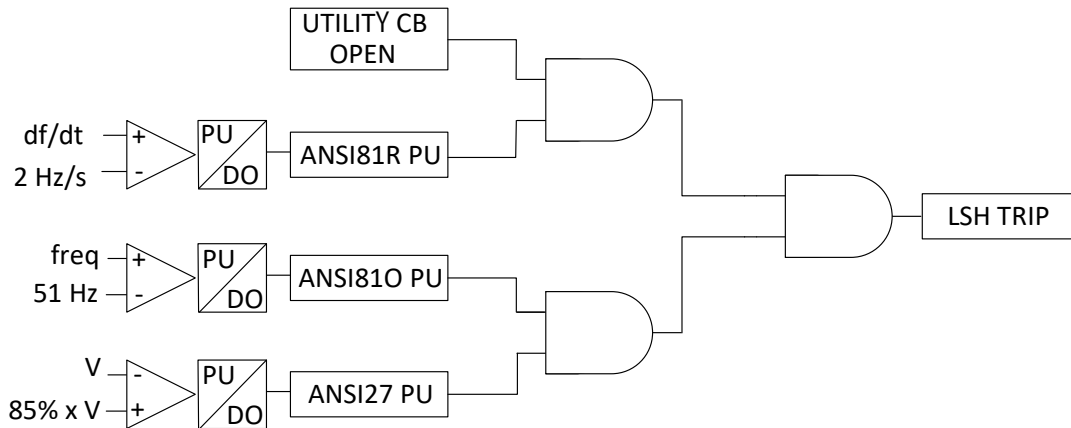 UTILITY CB
OPEN
df/dt
+
-
2 Hz/s
PU
DO
ANSI81R PU
freq
+
-
51 Hz
PU
DO
ANSI81O PU
V
-
+
85% x V
PU
DO
ANSI27 PU
LSH TRIP